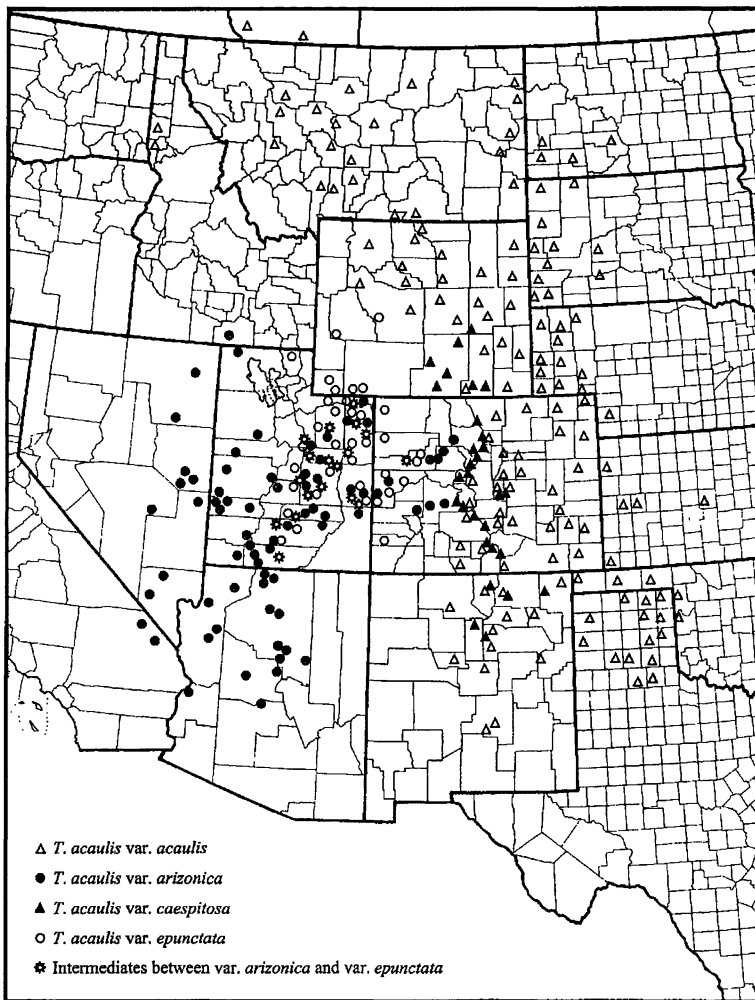 T. acaulis var. acaulis
T. acaulis var. arizonica
T. acaulis var. caespitosa
T. acaulis var. epunctata
Intermediates between var. arizonica and var. epunctata